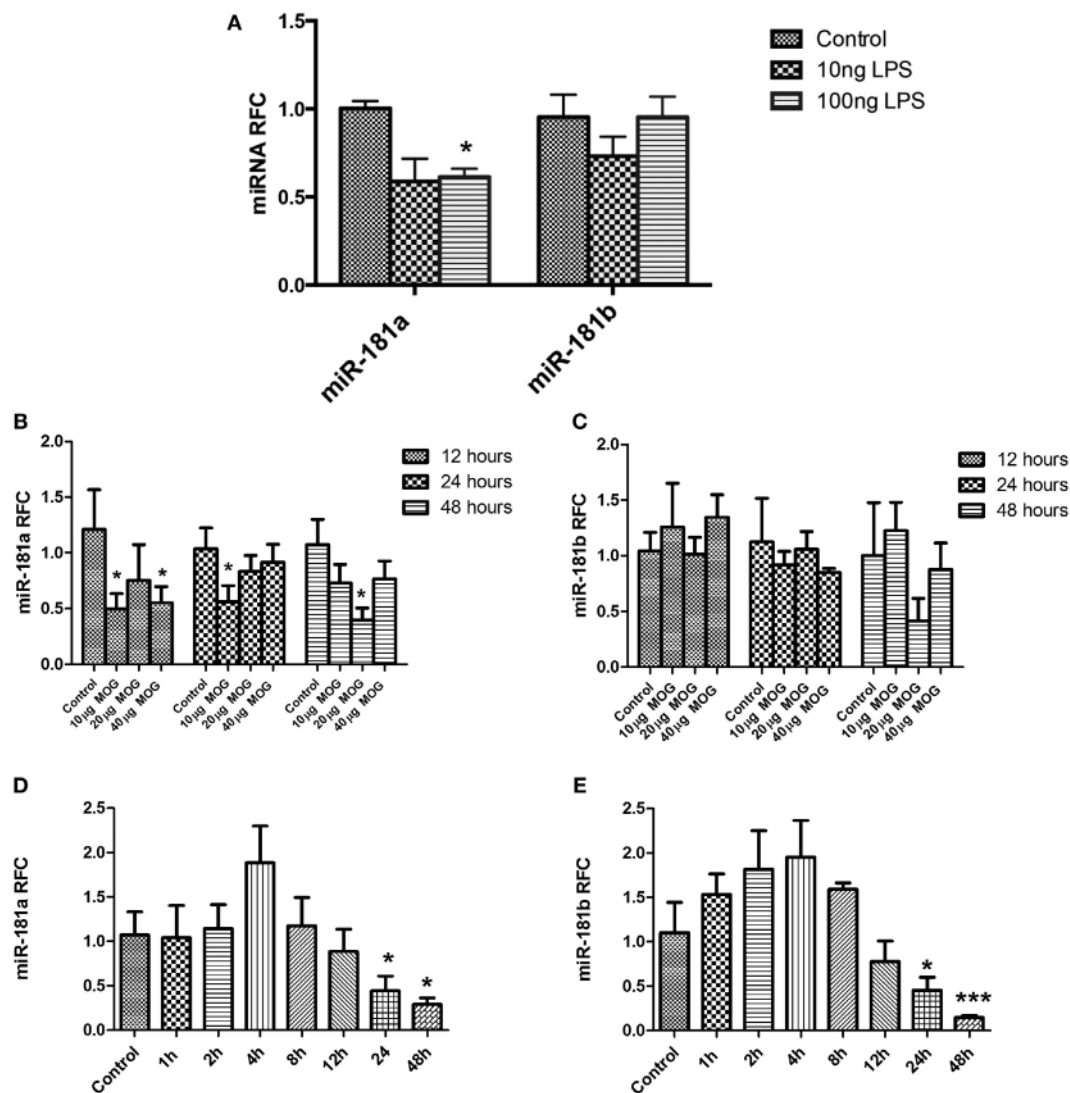 A
1.5
1.0
0.5
0.0
miRNA RFC
*
miR-181a
miR-181b
Control
10ng LPS
100ng LPS
B
2.0
1.5
1.0
0.5
0.0
miR-181a RFC
*
*
*
*
12 hours
24 hours
48 hours
Control
10μg MOG
20μg MOG
40μg MOG
Control
10μg MOG
20μg MOG
40μg MOG
Control
10μg MOG
20μg MOG
40μg MOG
C
2.0
1.5
1.0
0.5
0.0
miR-181b RFC
12 hours
24 hours
48 hours
Control
10μg MOG
20μg MOG
40μg MOG
Control
10μg MOG
20μg MOG
40μg MOG
Control
10μg MOG
20μg MOG
40μg MOG
D
2.5
2.0
1.5
1.0
0.5
0.0
miR-181a RFC
*
*
Control
1h
2h
4h
8h
12h
24
48h
E
2.5
2.0
1.5
1.0
0.5
0.0
miR-181b RFC
*
***
Control
1h
2h
4h
8h
12h
24h
48h